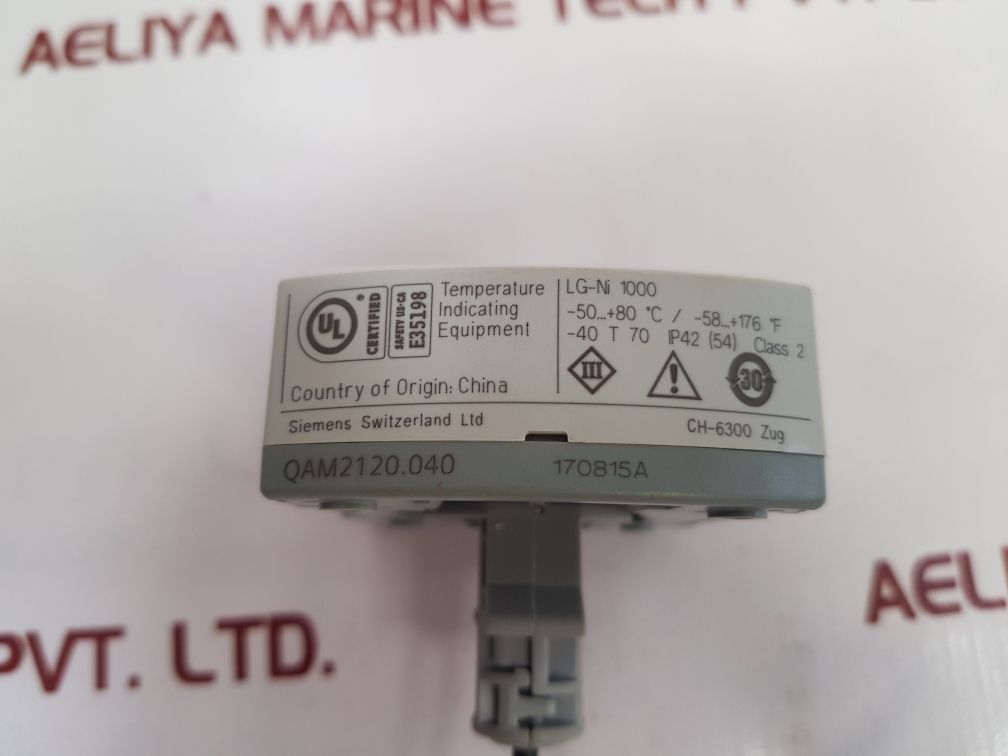 AELIYA MARINE TECH PVT.
UL
®
CERTIFIED
SAFETY US-CA
E35198
Temperature
Indicating
Equipment
Country of Origin: China
LG-Ni 1000
-50...+80 °C / -58...+176 °F
-40 T 70 IP42 (54) Class 2
III
!
30
Siemens Switzerland Ltd
CH-6300 Zug
QAM2120.040 170815A
AELI
PVT. LTD.